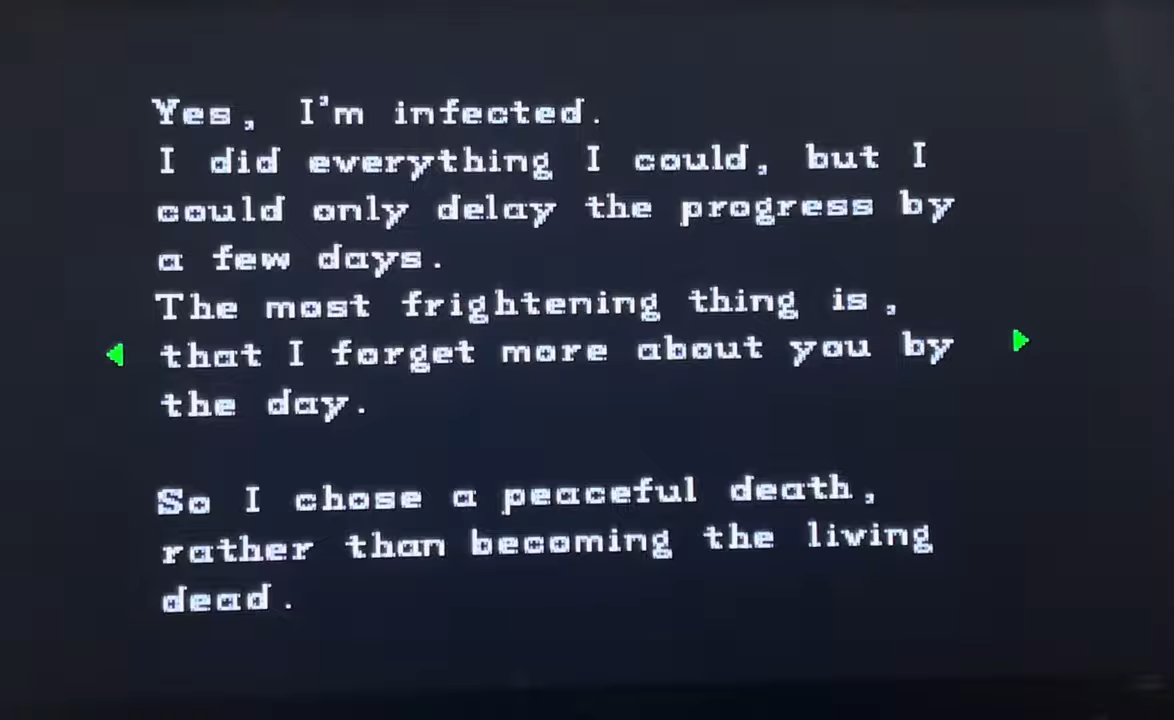 Yes, I'm infected.
I did everything I could, but I
could only delay the progress by
a few days.
The most frightening thing is,
that I forget more about you by
the day.
So I chose a peaceful death,
rather than becoming the living
dead.